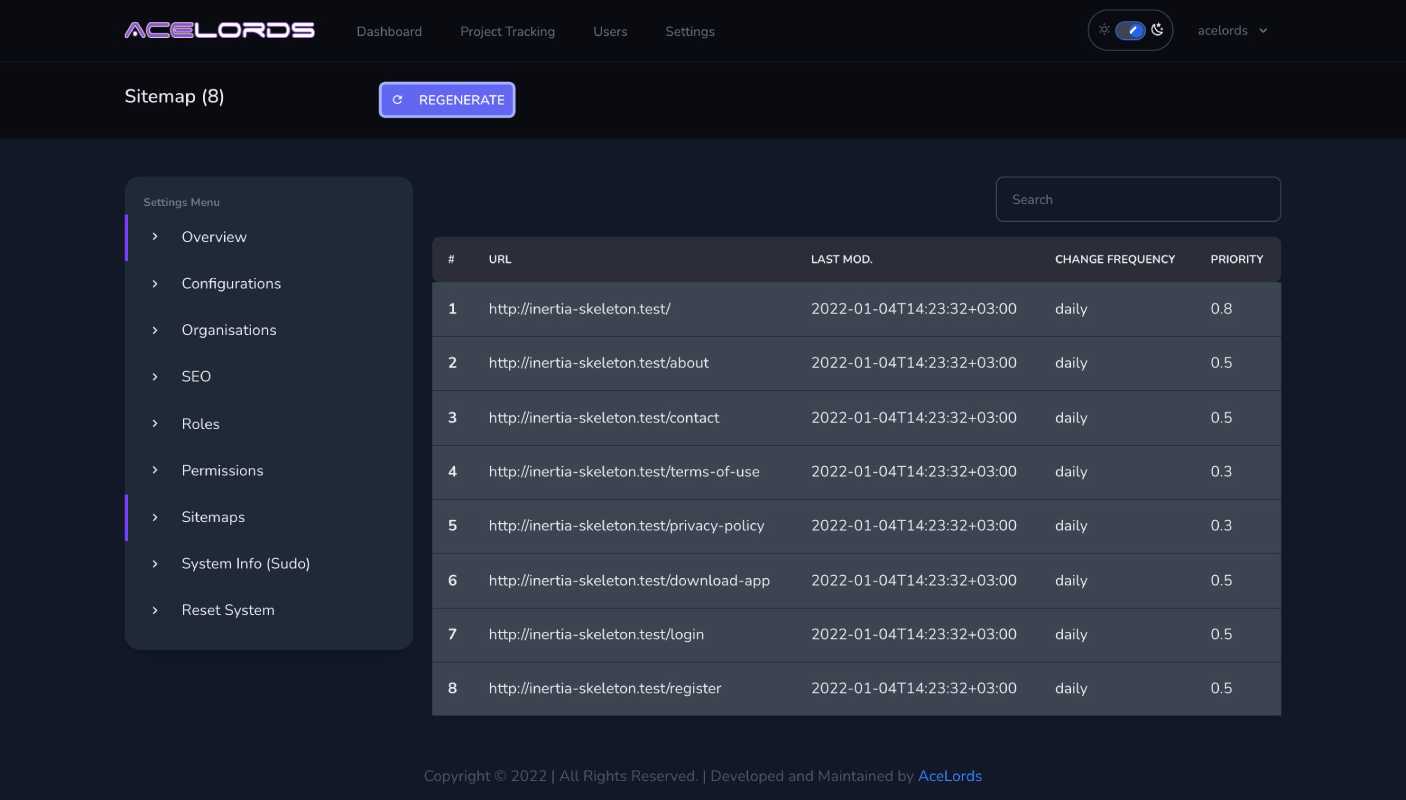 ACELORDS Dashboard Project Tracking Users Settings acelords
Sitemap (8) REGENERATE
Settings Menu
Overview
Configurations
Organisations
SEO
Roles
Permissions
Sitemaps
System Info (Sudo)
Reset System
Search
# URL LAST MOD. CHANGE FREQUENCY PRIORITY
1 http://inertia-skeleton.test/ 2022-01-04T14:23:32+03:00 daily 0.8
2 http://inertia-skeleton.test/about 2022-01-04T14:23:32+03:00 daily 0.5
3 http://inertia-skeleton.test/contact 2022-01-04T14:23:32+03:00 daily 0.5
4 http://inertia-skeleton.test/terms-of-use 2022-01-04T14:23:32+03:00 daily 0.3
5 http://inertia-skeleton.test/privacy-policy 2022-01-04T14:23:32+03:00 daily 0.3
6 http://inertia-skeleton.test/download-app 2022-01-04T14:23:32+03:00 daily 0.5
7 http://inertia-skeleton.test/login 2022-01-04T14:23:32+03:00 daily 0.5
8 http://inertia-skeleton.test/register 2022-01-04T14:23:32+03:00 daily 0.5
Copyright © 2022 | All Rights Reserved. | Developed and Maintained by AceLords